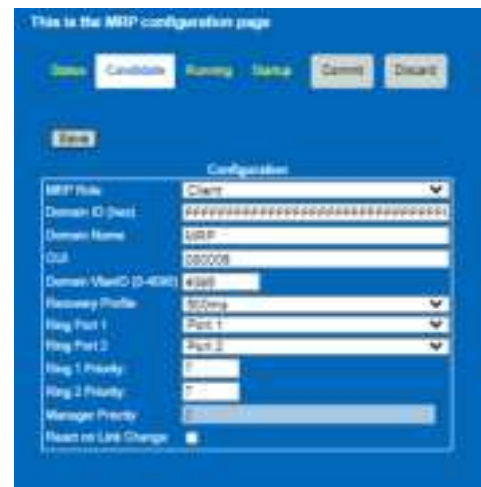 This is the MRP configuration page
Status Candidate Running Startup Commit Discard
Save
Configuration
MRP Role Client
Domain ID (hex)
Domain Name MRP
OUI
Domain VlanID (0-4095) 4095
Recovery Profile 500ms
Ring Port 1 Port 1
Ring Port 2 Port 2
Ring 1 Priority: 7
Ring 2 Priority: 7
Manager Priority
React on Link Change